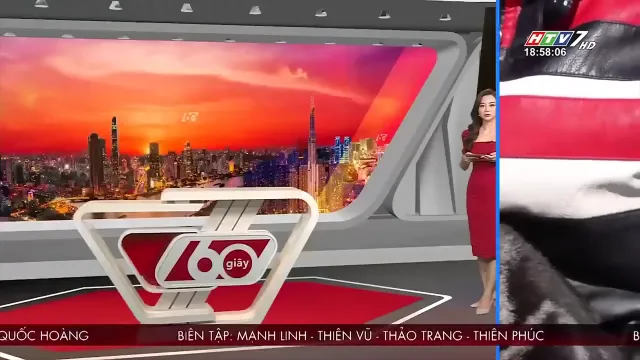 HTV7 HD
18:58:06
60 giây
QUỐC HOÀNG BIÊN TẬP: MẠNH LINH - THIÊN VŨ - THẢO TRANG - THIÊN PHÚC